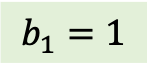 b₁ = 1